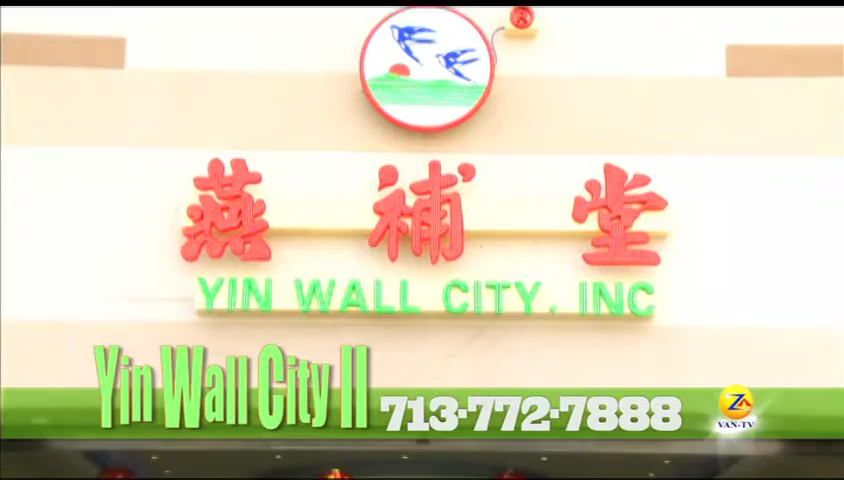 燕補堂
YIN WALL CITY, INC
Yin Wall City II
713-772-7888
VAN-TV